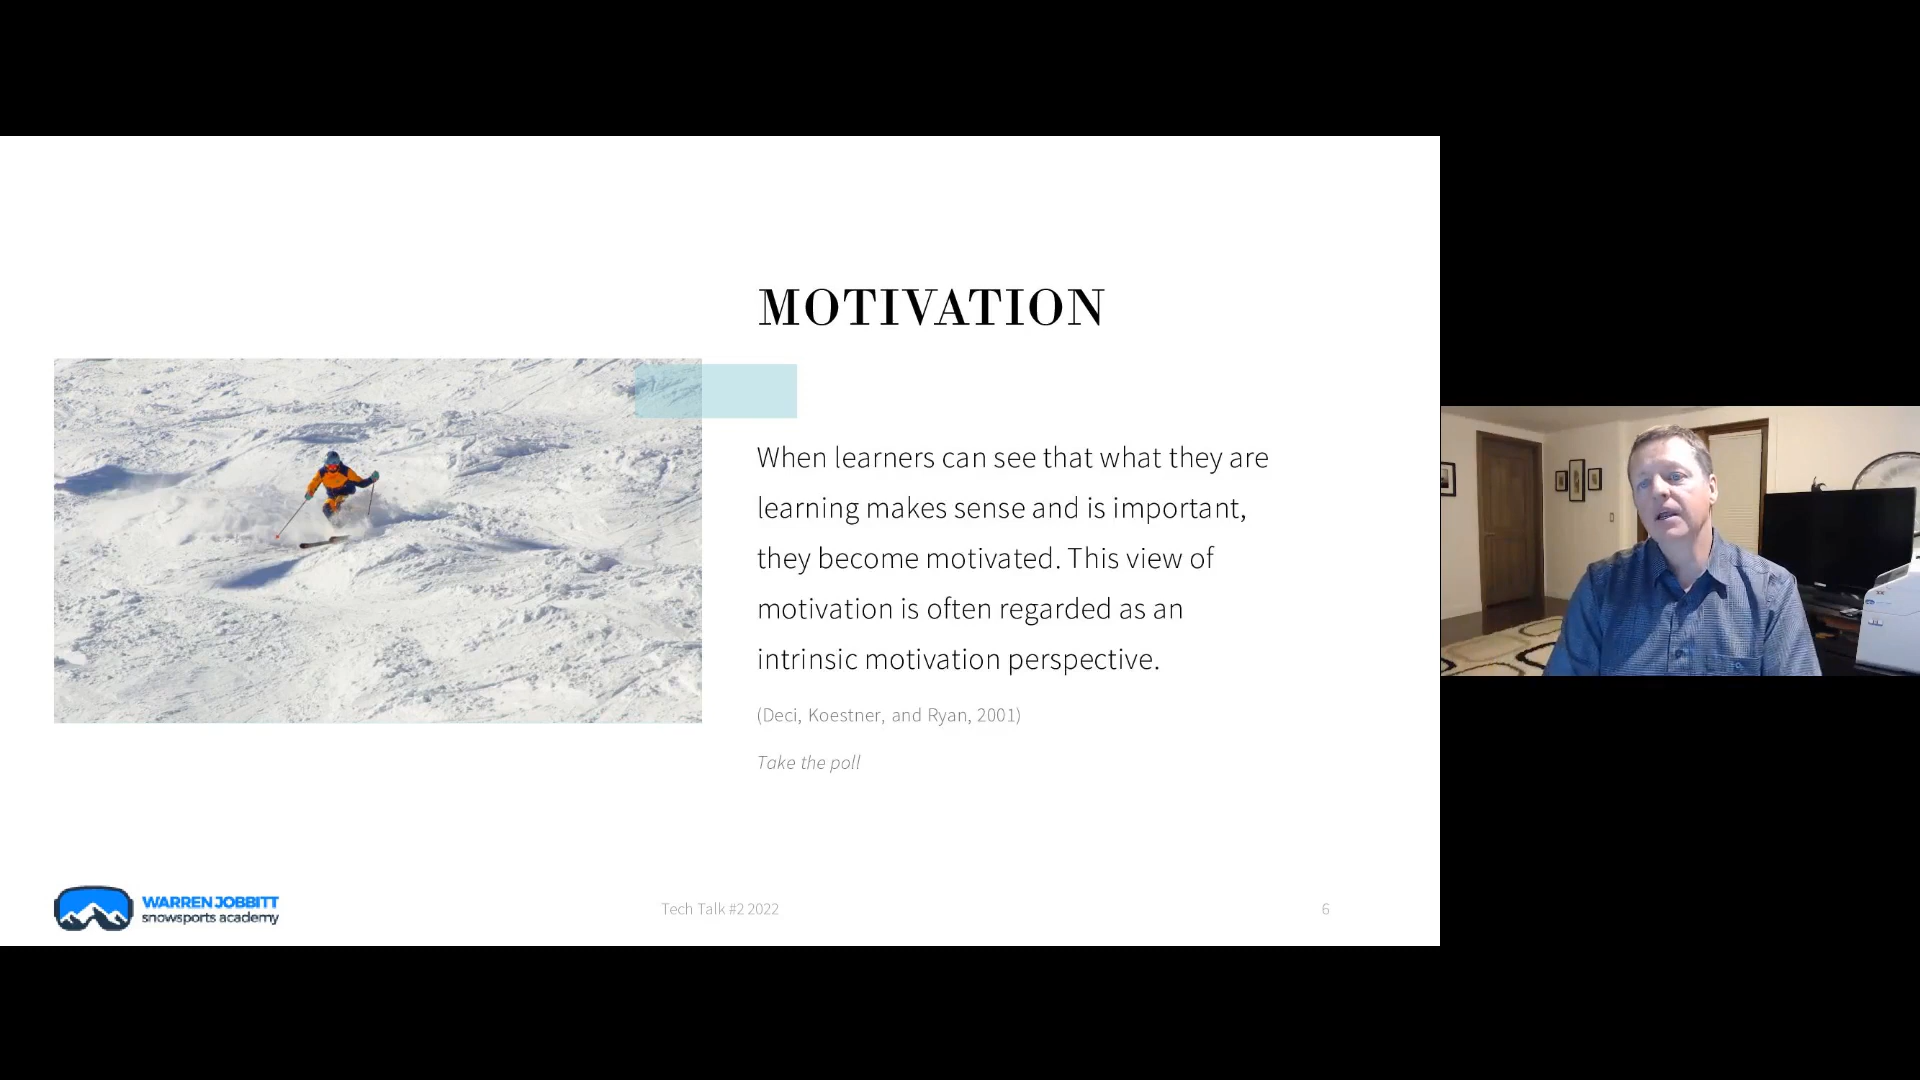 MOTIVATION
When learners can see that what they are
learning makes sense and is important,
they become motivated. This view of
motivation is often regarded as an
intrinsic motivation perspective.
(Deci, Koestner, and Ryan, 2001)
Take the poll
WARREN JOBBITT
snowsports academy
Tech Talk #2 2022
6